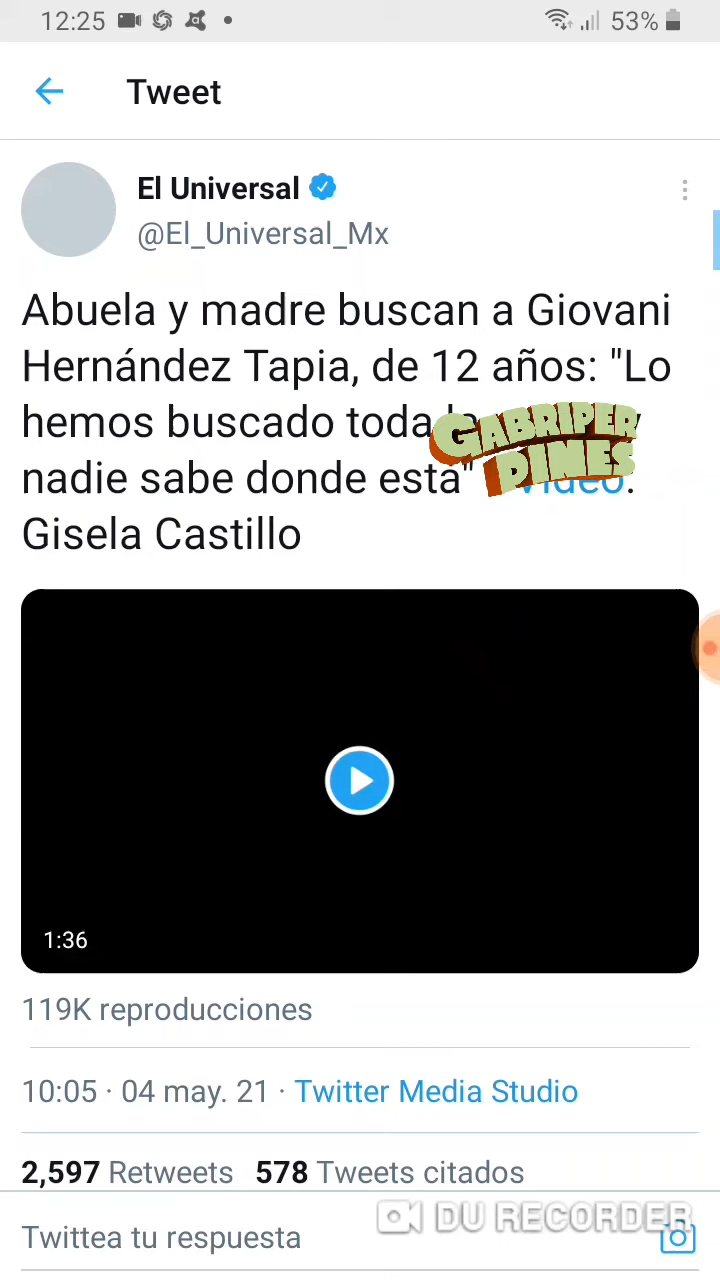 12:25
53%
Tweet
El Universal
@El_Universal_Mx
Abuela y madre buscan a Giovani
Hernández Tapia, de 12 años: "Lo
hemos buscado toda
GABRIPER
DINES
nadie sabe donde esta" Video.
Gisela Castillo
1:36
119K reproducciones
10:05 · 04 may. 21 · Twitter Media Studio
2,597 Retweets 578 Tweets citados
DU RECORDER
Twittea tu respuesta